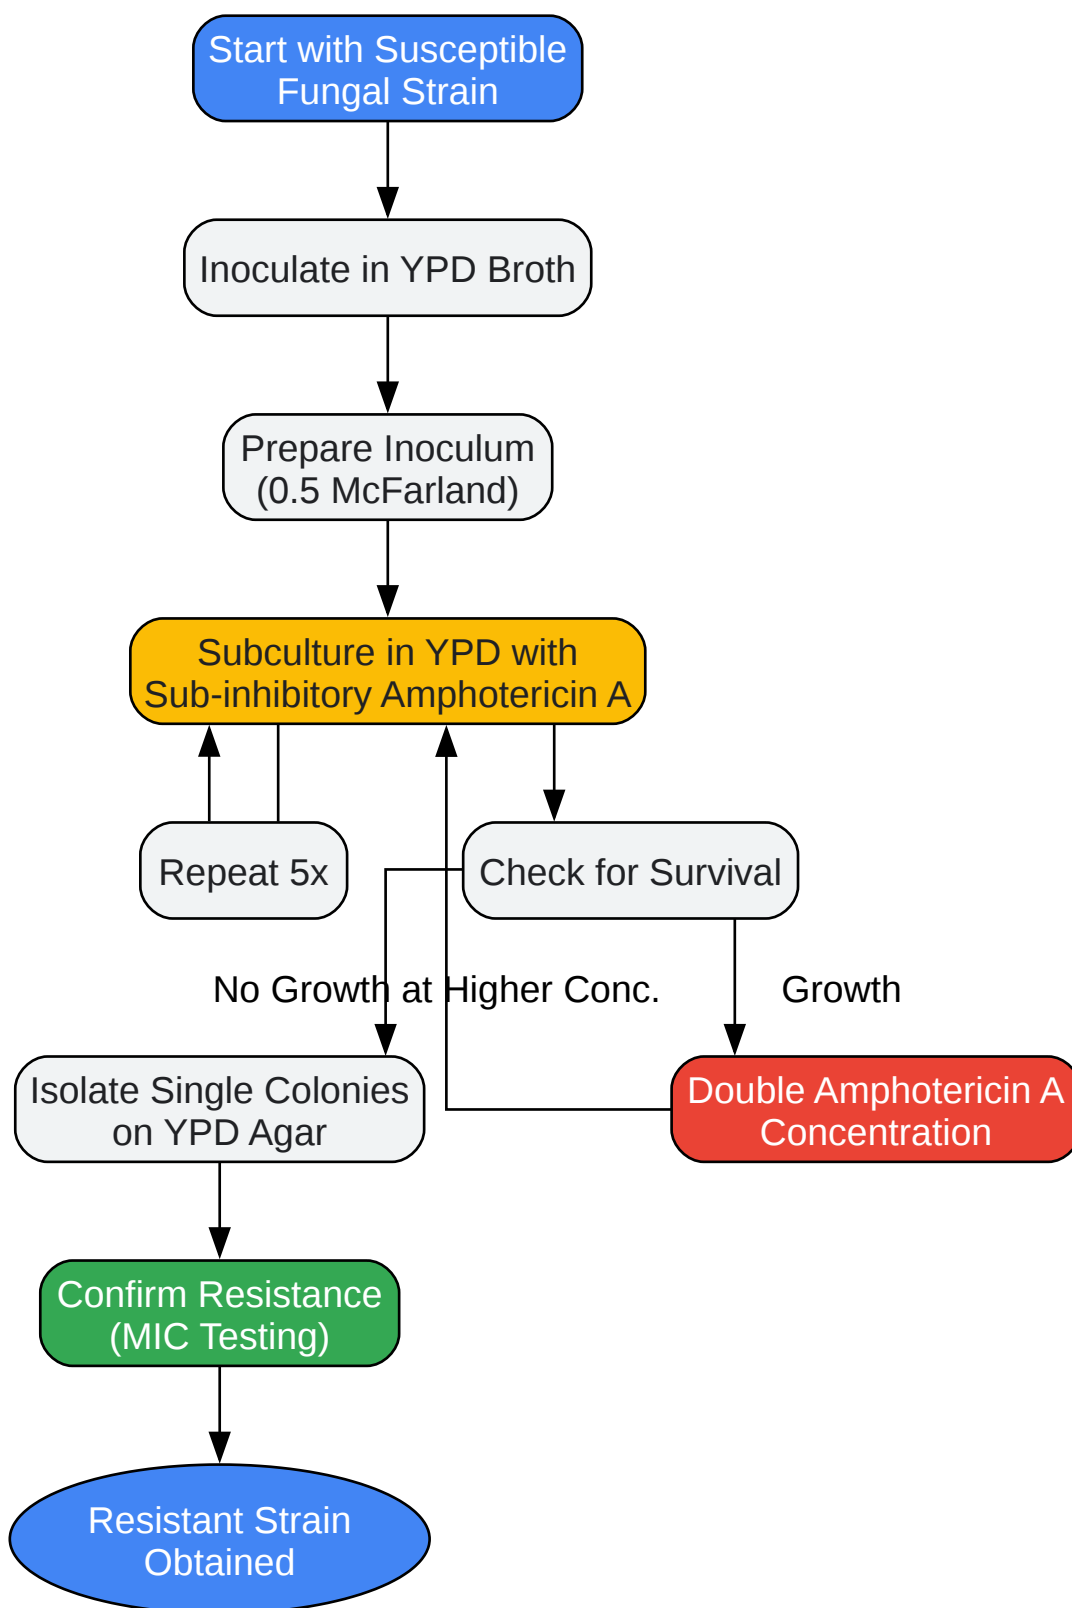 Start with Susceptible
Fungal Strain
Inoculate in YPD Broth
Prepare Inoculum
(0.5 McFarland)
Subculture in YPD with
Sub-inhibitory Amphotericin A
Repeat 5x
Check for Survival
No Growth at Higher Conc.
Growth
Isolate Single Colonies
on YPD Agar
Double Amphotericin A
Concentration
Confirm Resistance
(MIC Testing)
Resistant Strain
Obtained